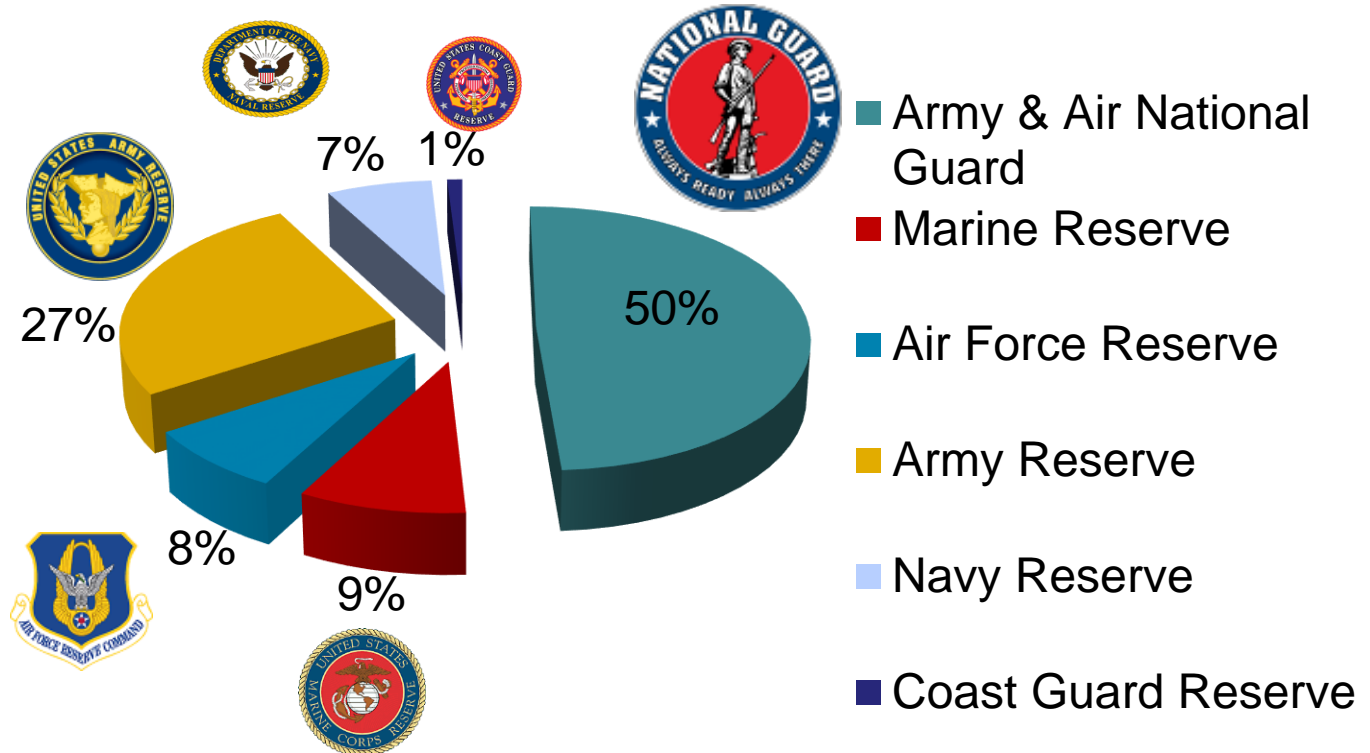 DEPARTMENT OF THE NAVY
NAVAL RESERVE
UNITED STATES COAST GUARD
RESERVE
NATIONAL GUARD
ALWAYS READY ALWAYS THERE
UNITED STATES ARMY RESERVE
7%
1%
27%
50%
8%
9%
AIR FORCE RESERVE COMMAND
UNITED STATES
MARINE CORPS RESERVE
Army & Air National
Guard
Marine Reserve
Air Force Reserve
Army Reserve
Navy Reserve
Coast Guard Reserve